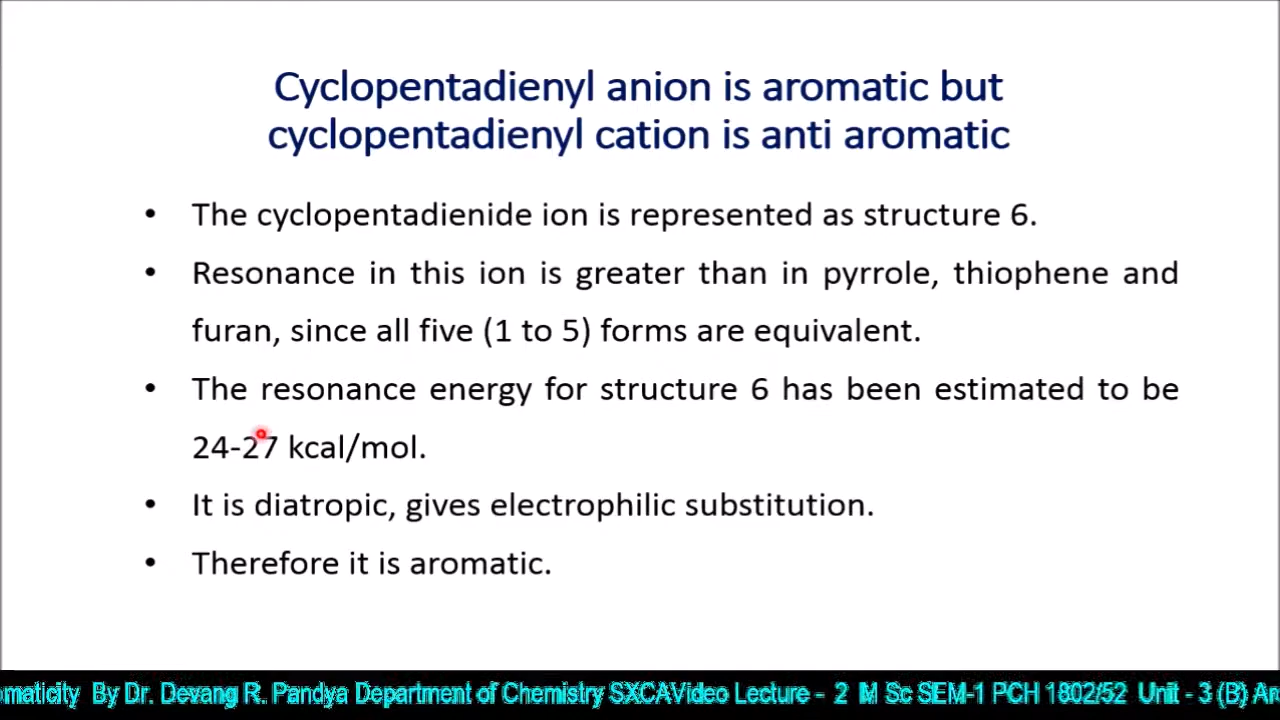 Cyclopentadienyl anion is aromatic but
cyclopentadienyl cation is anti aromatic
• The cyclopentadienide ion is represented as structure 6.
• Resonance in this ion is greater than in pyrrole, thiophene and
furan, since all five (1 to 5) forms are equivalent.
• The resonance energy for structure 6 has been estimated to be
24-27 kcal/mol.
• It is diatropic, gives electrophilic substitution.
• Therefore it is aromatic.
omaticity By Dr. Devang R. Pandya Department of Chemistry SXCAVideo Lecture - 2 M Sc SEM-1 PCH 1802/52 Unit - 3 (B) Ar